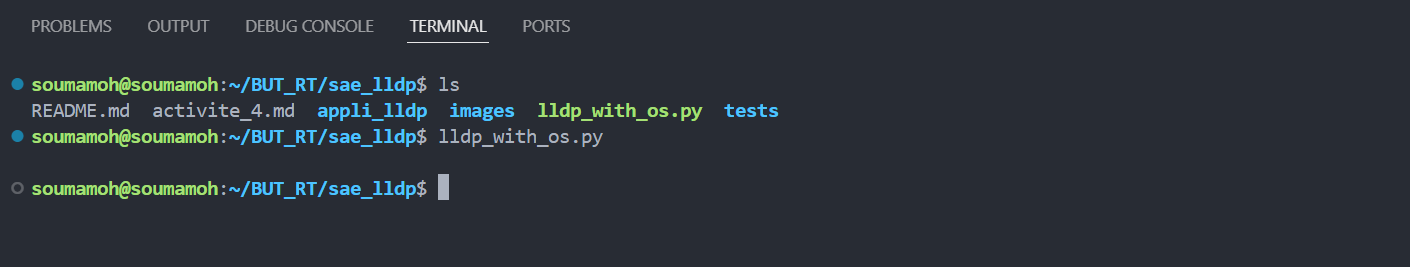 PROBLEMS OUTPUT DEBUG CONSOLE TERMINAL PORTS
soumamoh@soumamoh:~/BUT_RT/sae_lldp$ ls
README.md activite_4.md appli_lldp images lldp_with_os.py tests
soumamoh@soumamoh:~/BUT_RT/sae_lldp$ lldp_with_os.py
soumamoh@soumamoh:~/BUT_RT/sae_lldp$